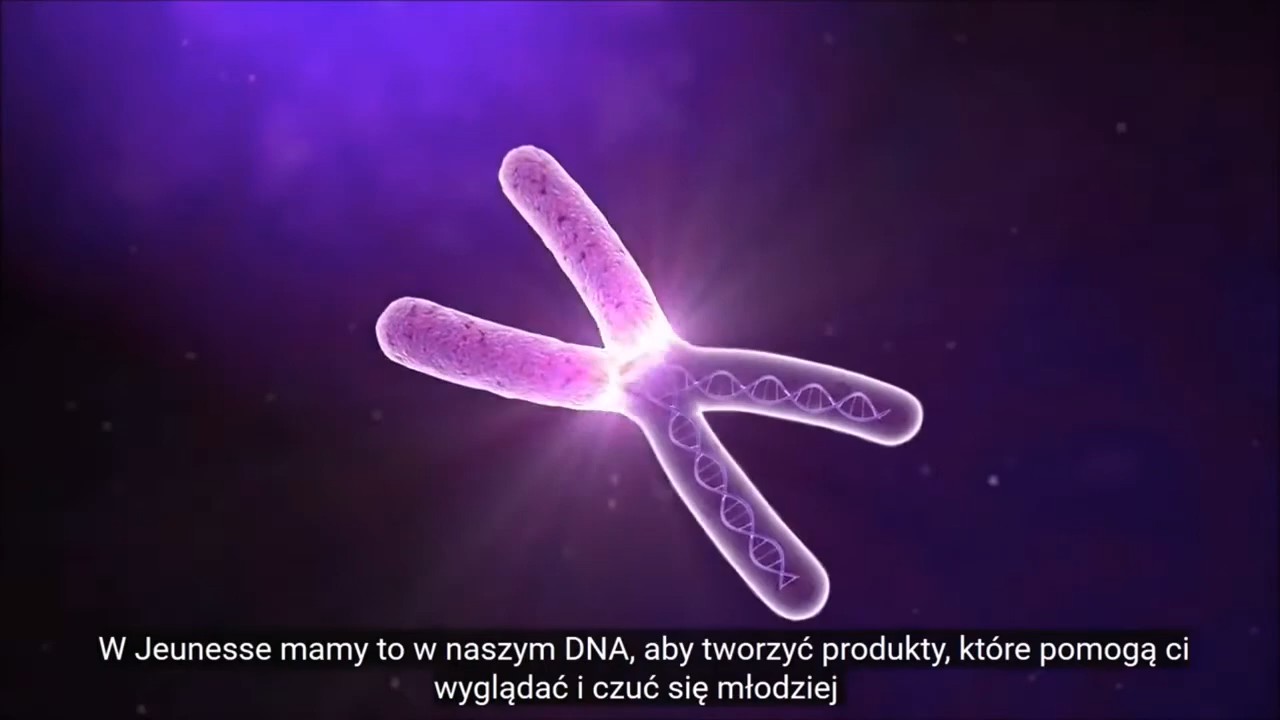 W Jeunesse mamy to w naszym DNA, aby tworzyć produkty, które pomogą ci
wyglądać i czuć się młodziej